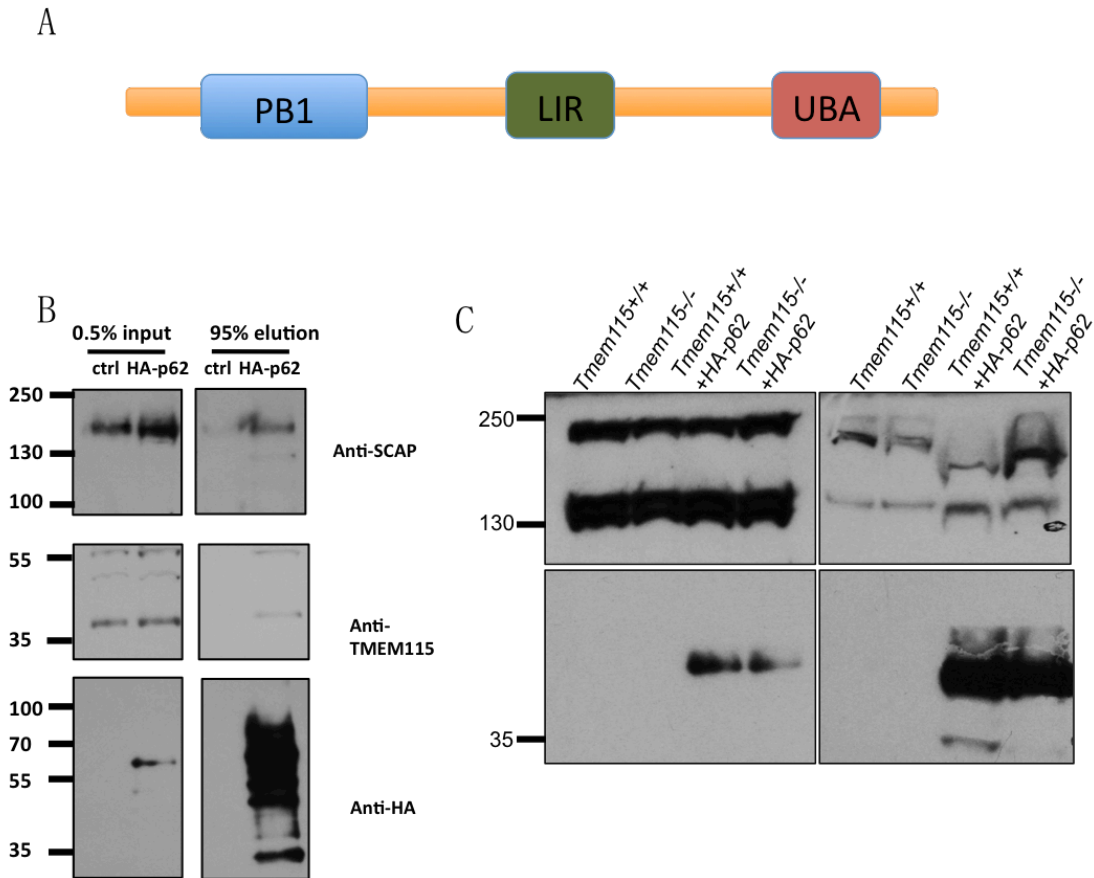 A
PB1
LIR
UBA
B
0.5% input
95% elution
ctrl HA-p62
ctrl HA-p62
250
130
100
Anti-SCAP
55
35
Anti-
TMEM115
100
70
55
35
Anti-HA
C
Tmem115+/+
Tmem115-/-
Tmem115+/+
+HA-p62
Tmem115-/-
+HA-p62
Tmem115+/+
Tmem115-/-
Tmem115+/+
+HA-p62
Tmem115-/-
+HA-p62
250
130
35